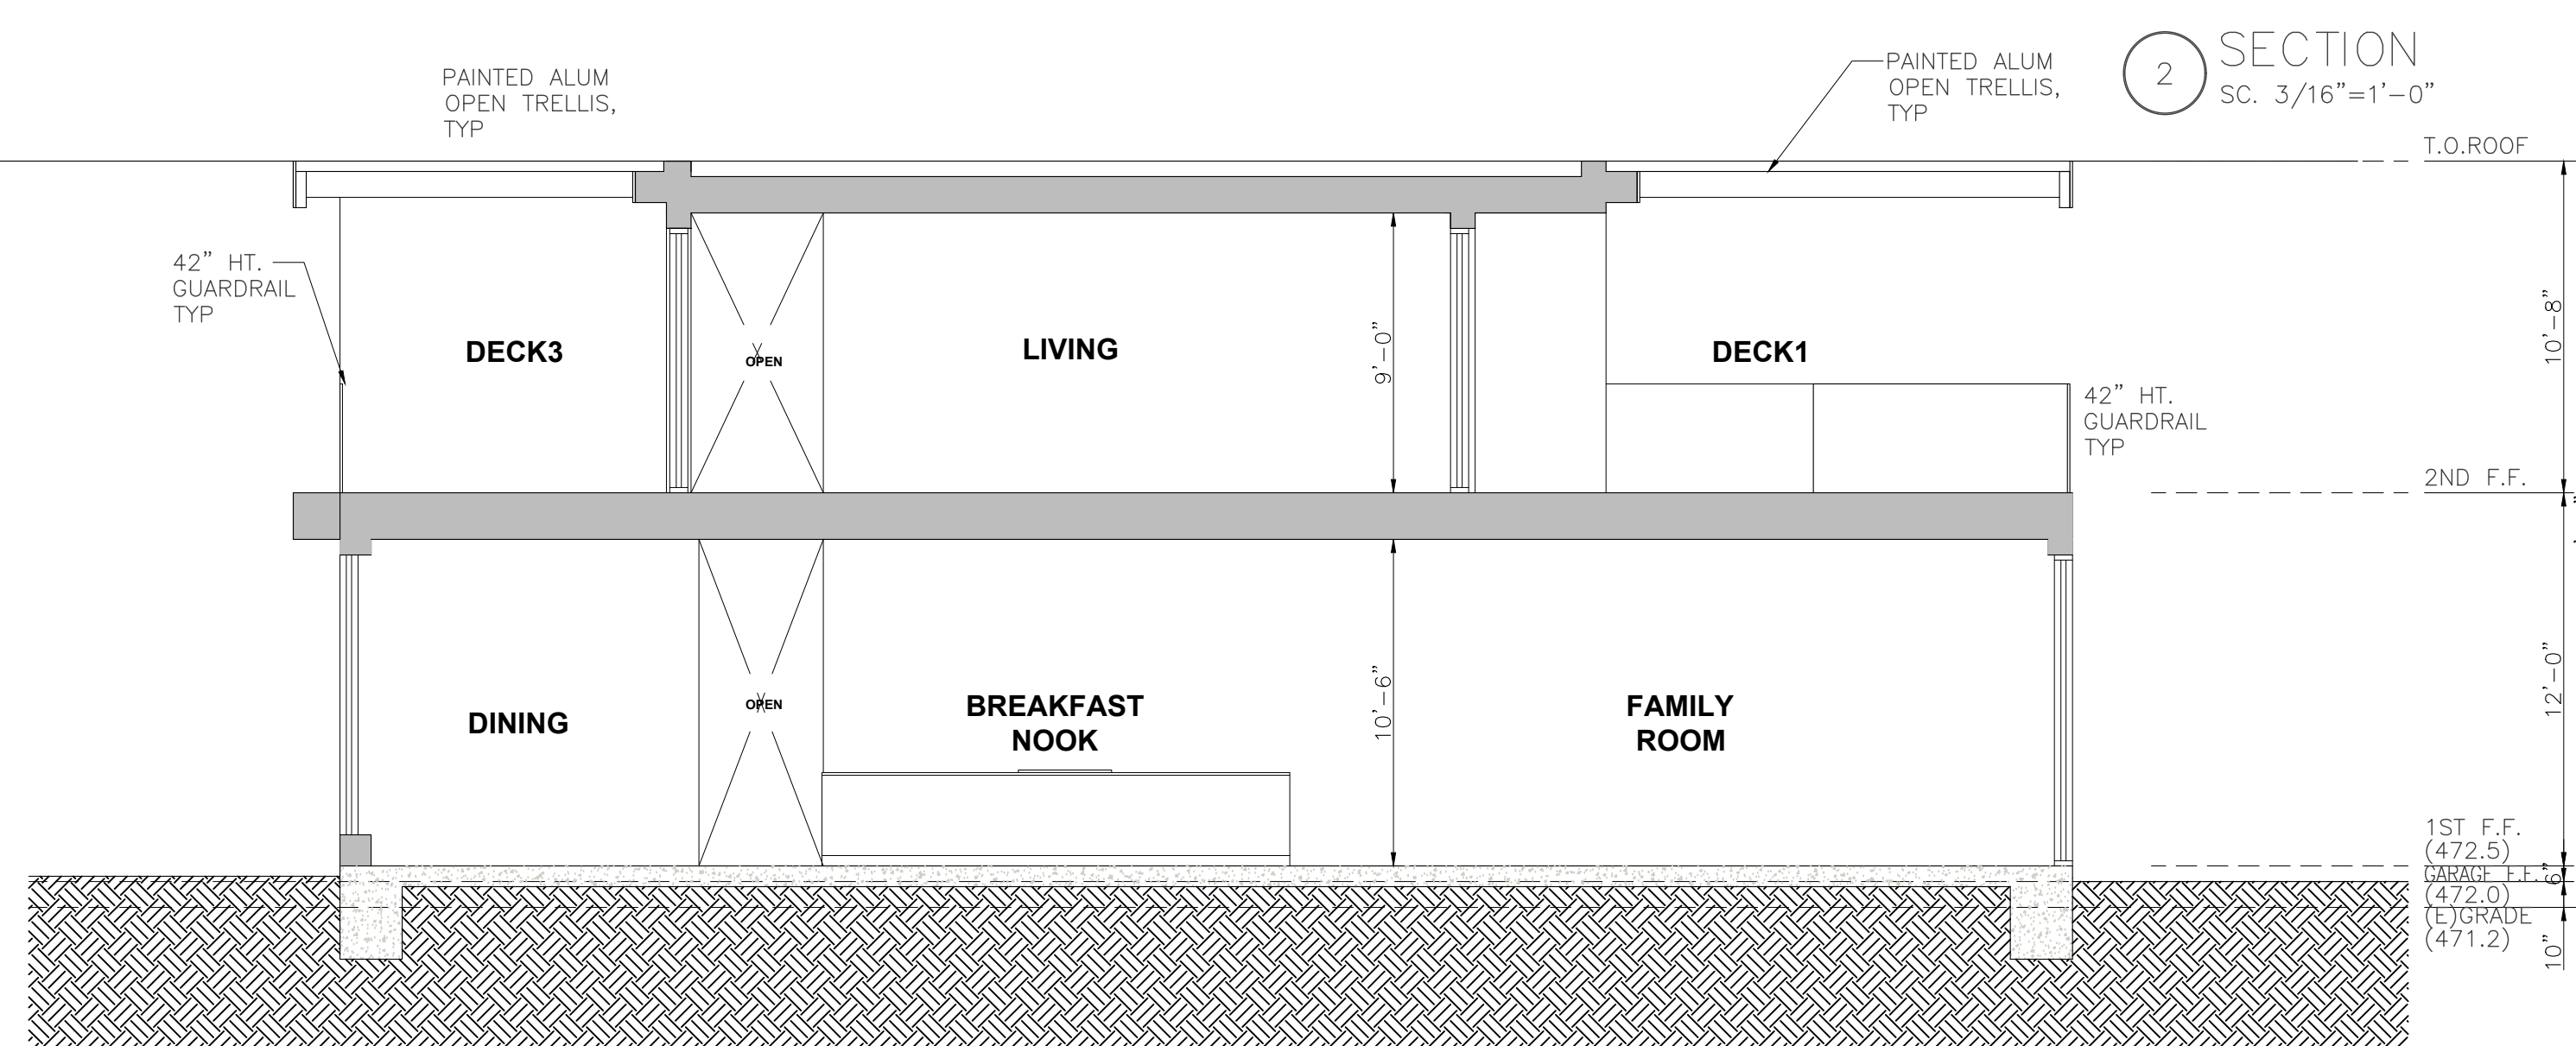 PAINTED ALUM
OPEN TRELLIS,
TYP
PAINTED ALUM
OPEN TRELLIS,
TYP
2
SECTION
SC. 3/16"=1'-0"
T.O.ROOF
42" HT.
GUARDRAIL
TYP
DECK3
OPEN
LIVING
9'-0"
DECK1
10'-8"
42" HT.
GUARDRAIL
TYP
2ND F.F.
DINING
OPEN
BREAKFAST
NOOK
10'-6"
FAMILY
ROOM
12'-0"
1ST F.F.
(472.5)
GARAGE F.F.
6"
(472.0)
(E)GRADE
(471.2)
10"